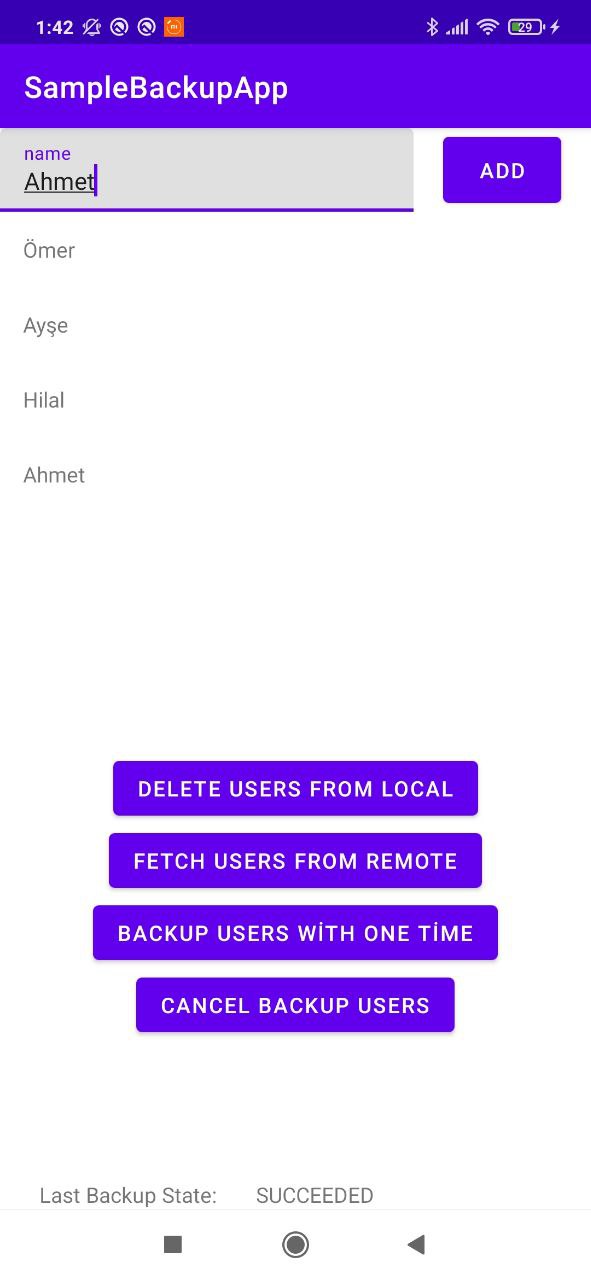 1:42
29
SampleBackupApp
name
Ahmet
ADD
Ömer
Ayşe
Hilal
Ahmet
DELETE USERS FROM LOCAL
FETCH USERS FROM REMOTE
BACKUP USERS WİTH ONE TİME
CANCEL BACKUP USERS
Last Backup State: SUCCEEDED